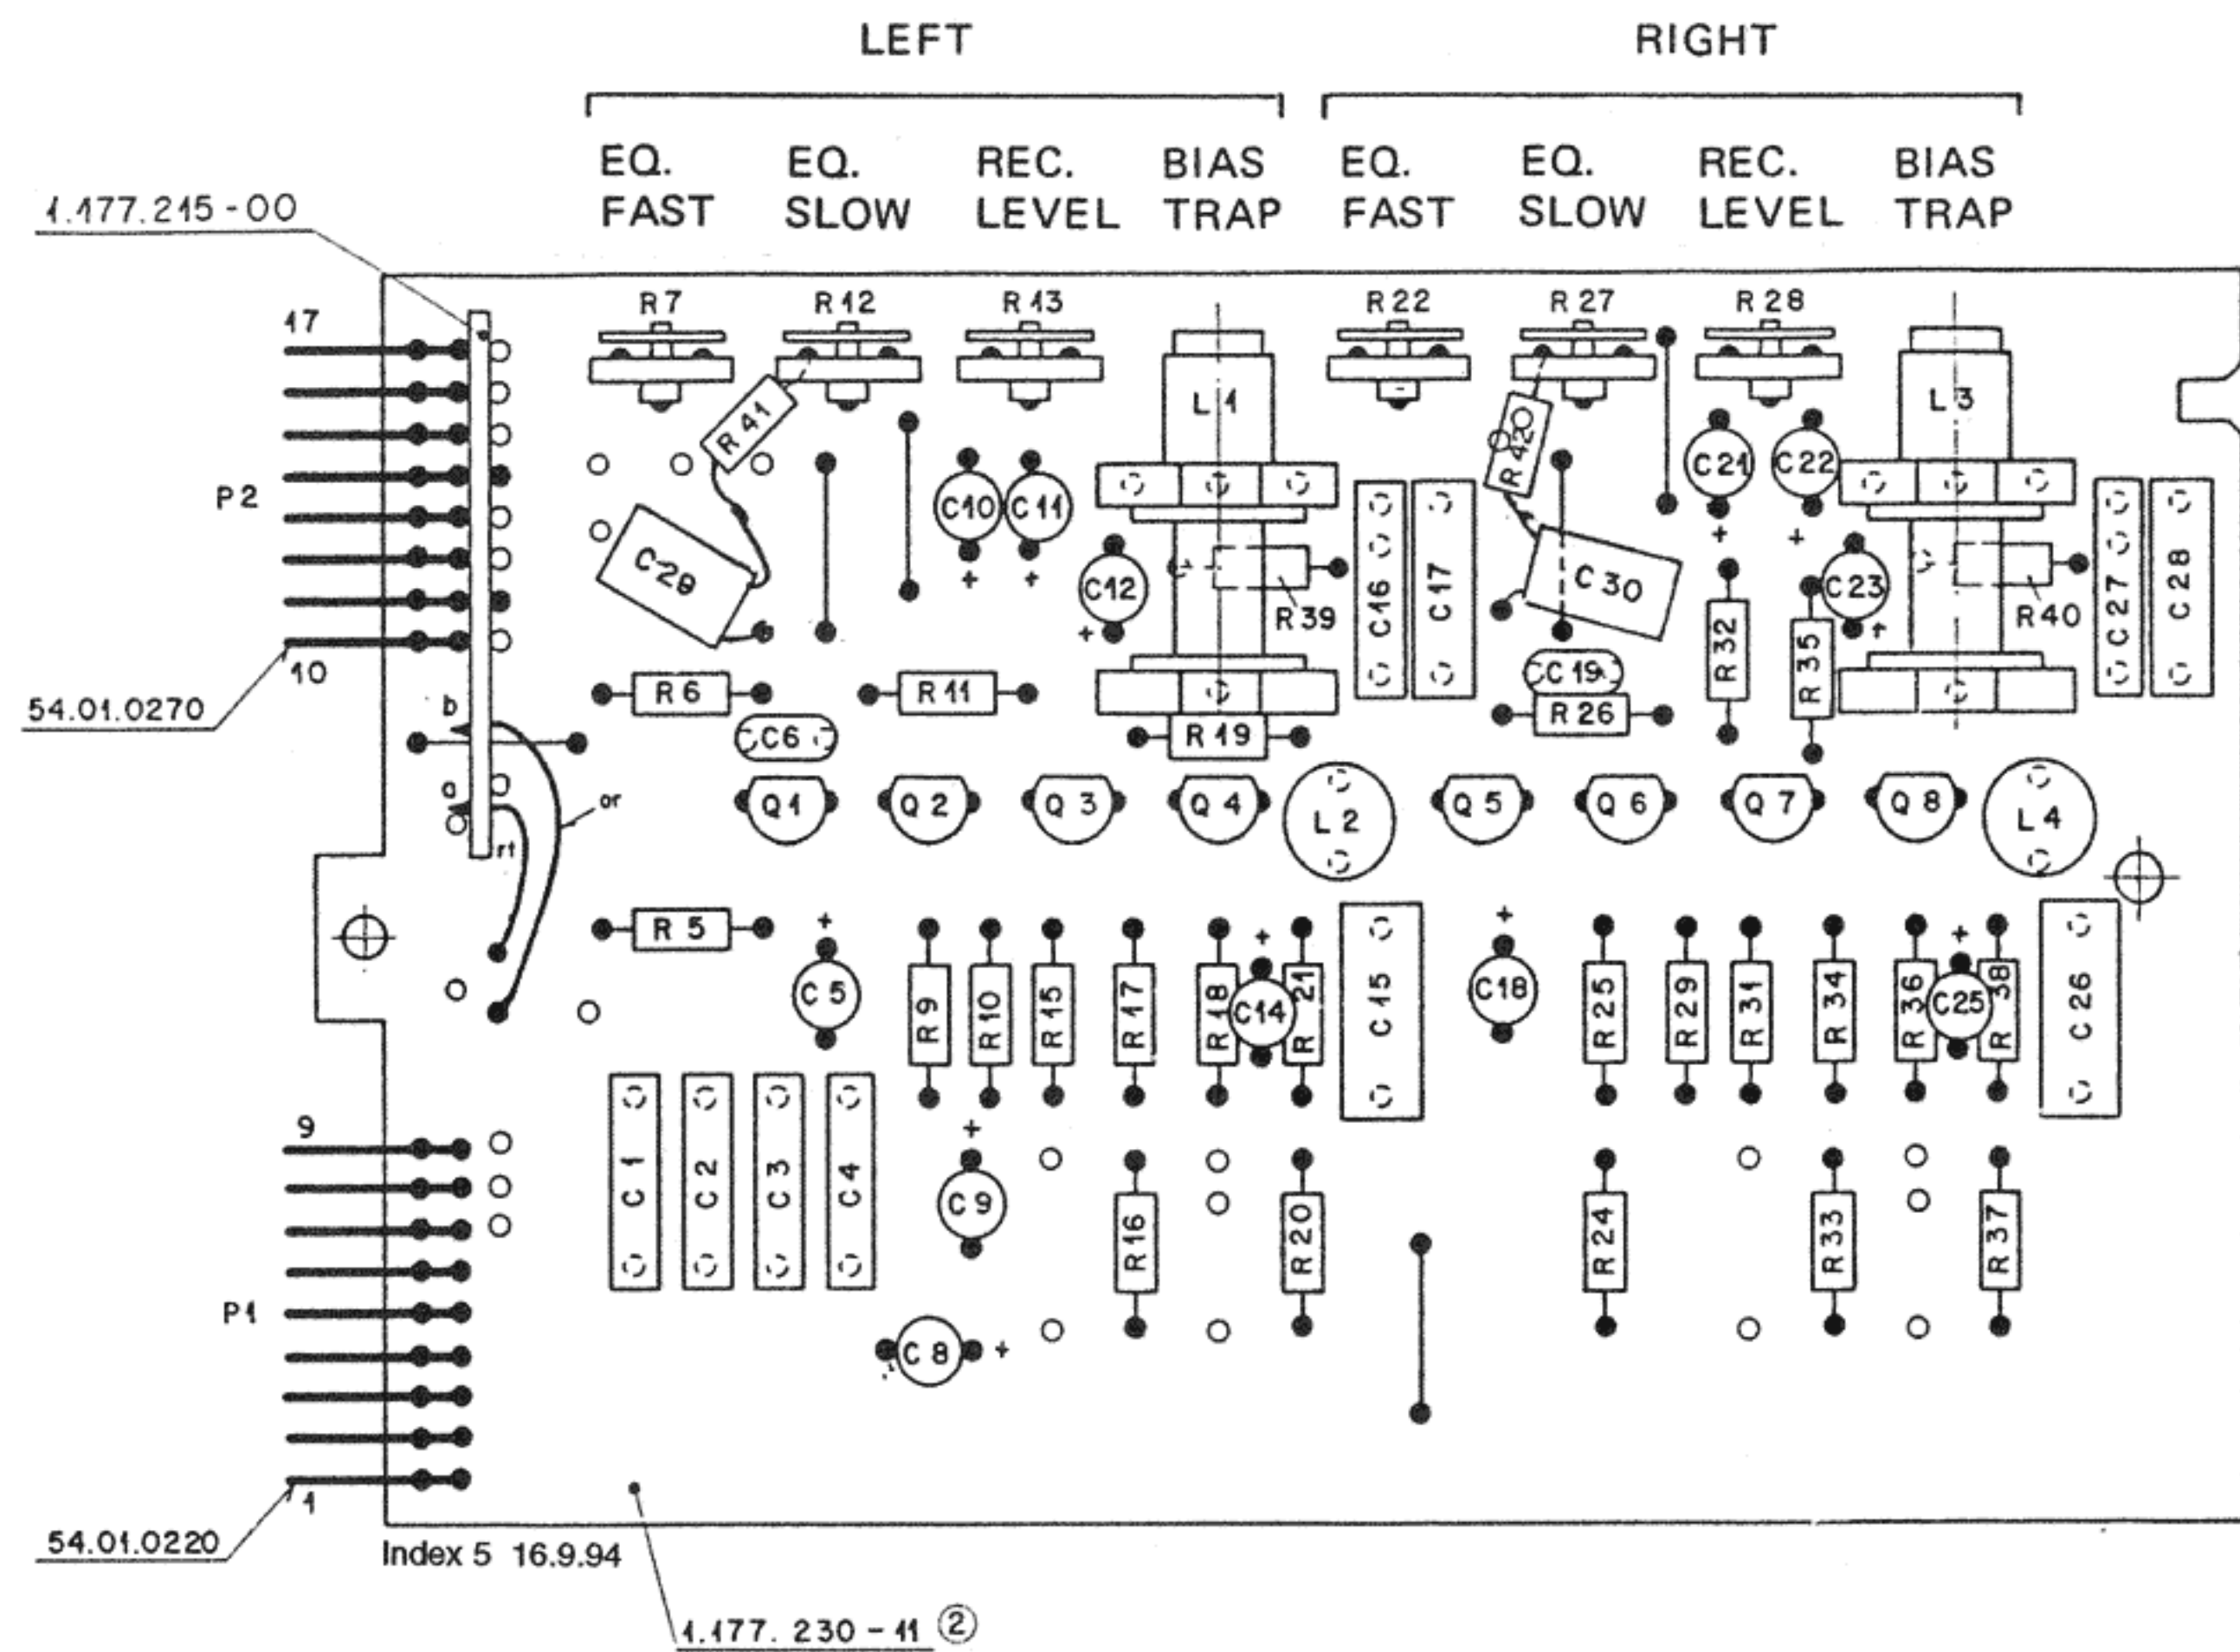 LEFT
RIGHT
EQ. FAST
EQ. SLOW
REC. LEVEL
BIAS TRAP
EQ. FAST
EQ. SLOW
REC. LEVEL
BIAS TRAP
1.177.215-00
R7 R12 R13 R22 R27 R28
17
L1 L3
R41 R42
C21 C22
P2
C10 C11
C29 C12 C16 C17 C30 C23 C27 C28
+ + + +
R39 R32 R35 R40
+ +
10
54.01.0270
R6 R11 C19
b
C6 R19 R26
a or
Q1 Q2 Q3 Q4 L2 Q5 Q6 Q7 Q8 L4
rt
R5 + + + +
C5 R9 R10 R15 R17 R18 C14 R21 C15 C18 R25 R29 R31 R34 R36 C25 R38 C26
9 +
C1 C2 C3 C4 C9 R16 R20 R24 R33 R37
P1
C8 +
1
54.01.0220
Index 5 16.9.94
1.177.230-11 ②